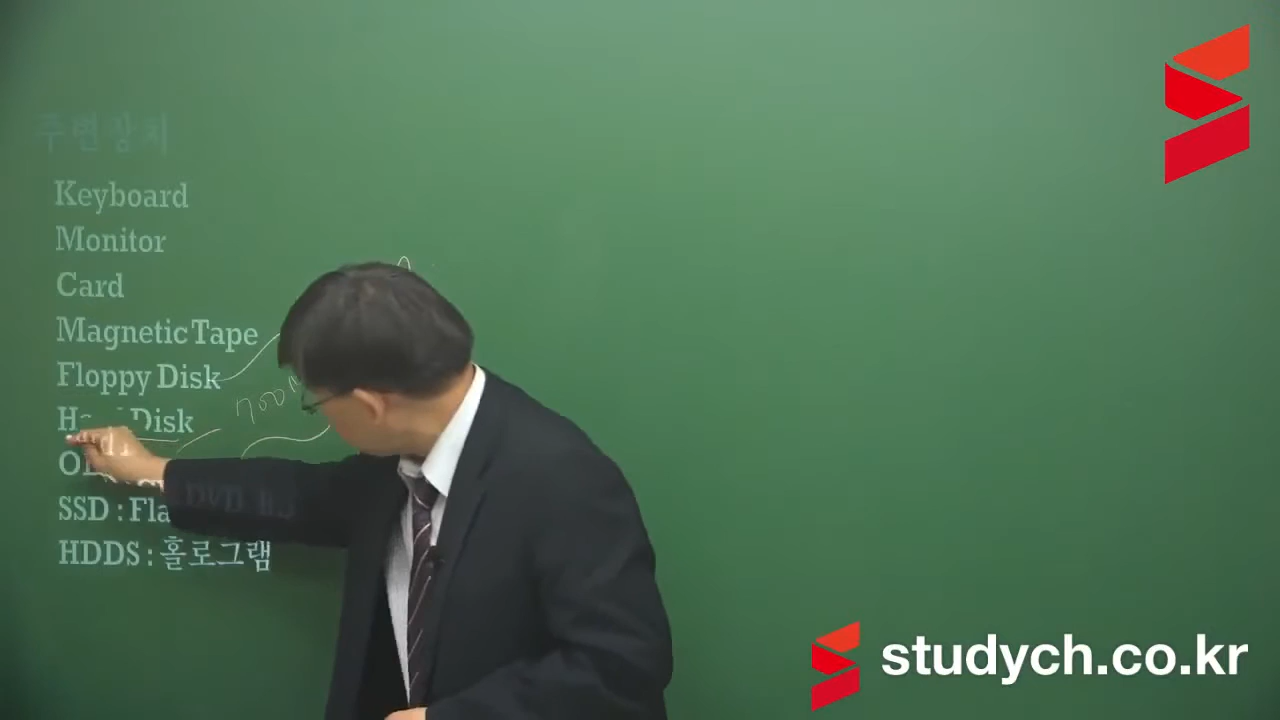 주변장치
Keyboard
Monitor
Card
Magnetic Tape
Floppy Disk
700
Disk
SSD :
HDDS : 홀로그램
studych.co.kr